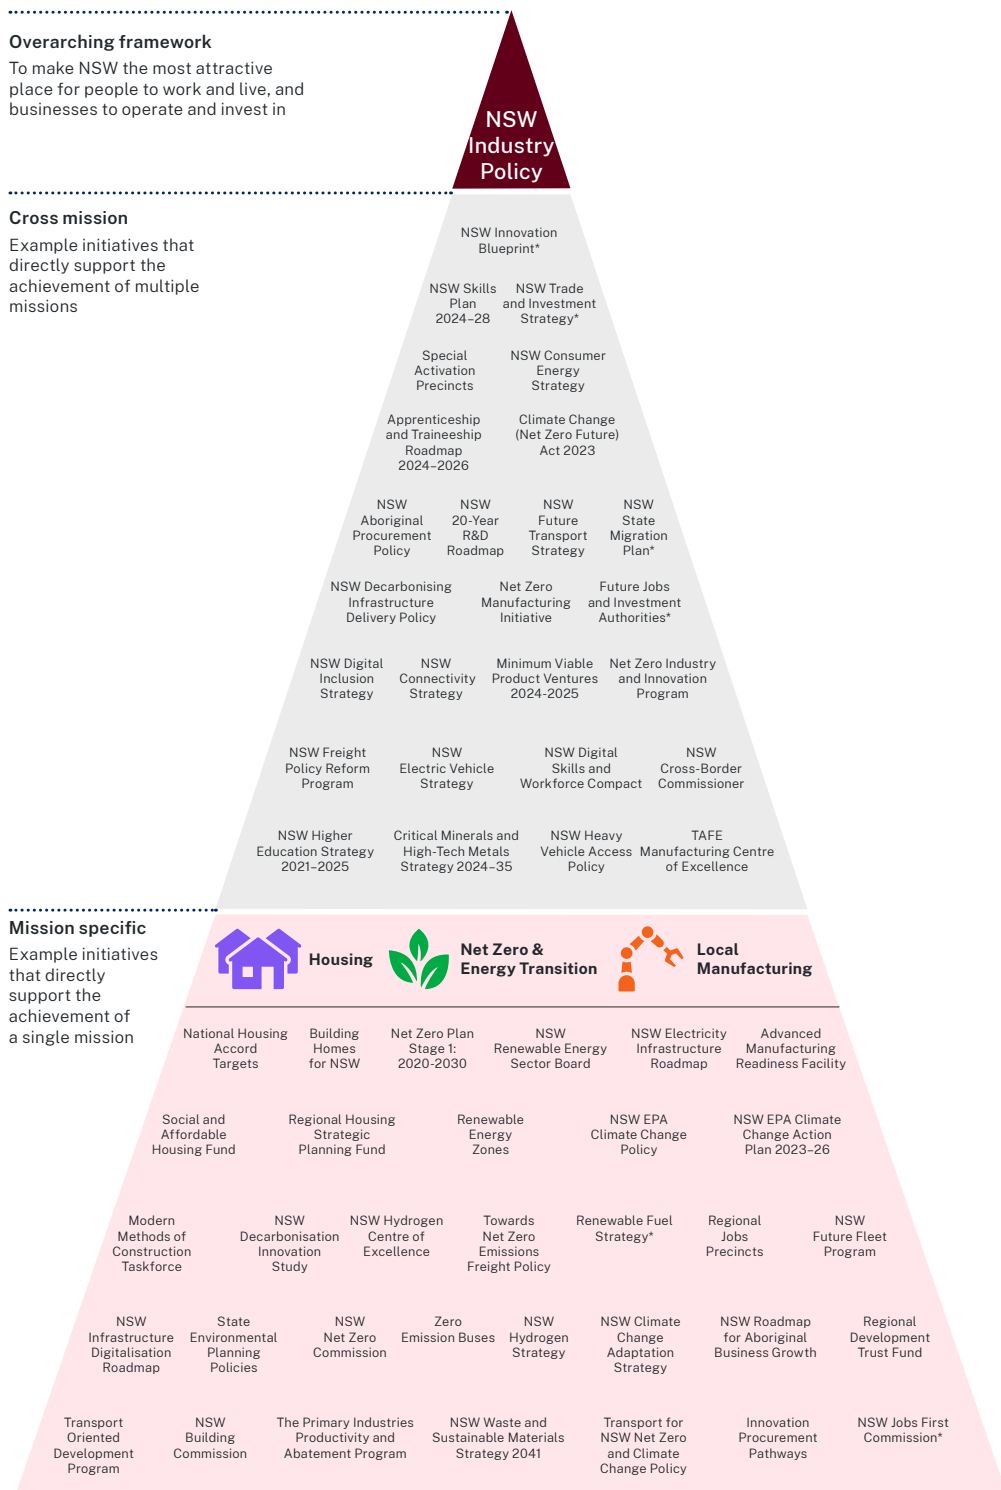 Overarching framework
To make NSW the most attractive
place for people to work and live, and
businesses to operate and invest in
NSW
Industry
Policy
Cross mission
Example initiatives that
directly support the
achievement of multiple
missions
NSW Innovation
Blueprint*
NSW Skills
Plan
2024–28
NSW Trade
and Investment
Strategy*
Special
Activation
Precincts
NSW Consumer
Energy
Strategy
Apprenticeship
and Traineeship
Roadmap
2024–2026
Climate Change
(Net Zero Future)
Act 2023
NSW
Aboriginal
Procurement
Policy
NSW
20-Year
R&D
Roadmap
NSW
Future
Transport
Strategy
NSW
State
Migration
Plan*
NSW Decarbonising
Infrastructure
Delivery Policy
Net Zero
Manufacturing
Initiative
Future Jobs
and Investment
Authorities*
NSW Digital
Inclusion
Strategy
NSW
Connectivity
Strategy
Minimum Viable
Product Ventures
2024-2025
Net Zero Industry
and Innovation
Program
NSW Freight
Policy Reform
Program
NSW
Electric Vehicle
Strategy
NSW Digital
Skills and
Workforce Compact
NSW
Cross-Border
Commissioner
NSW Higher
Education Strategy
2021–2025
Critical Minerals and
High-Tech Metals
Strategy 2024–35
NSW Heavy
Vehicle Access
Policy
TAFE
Manufacturing Centre
of Excellence
Mission specific
Example initiatives
that directly
support the
achievement of
a single mission
Housing
Net Zero &
Energy Transition
Local
Manufacturing
National Housing
Accord
Targets
Building
Homes
for NSW
Net Zero Plan
Stage 1:
2020-2030
NSW
Renewable Energy
Sector Board
NSW Electricity
Infrastructure
Roadmap
Advanced
Manufacturing
Readiness Facility
Social and
Affordable
Housing Fund
Regional Housing
Strategic
Planning Fund
Renewable
Energy
Zones
NSW EPA
Climate Change
Policy
NSW EPA Climate
Change Action
Plan 2023–26
Modern
Methods of
Construction
Taskforce
NSW
Decarbonisation
Innovation
Study
NSW Hydrogen
Centre of
Excellence
Towards
Net Zero
Emissions
Freight Policy
Renewable Fuel
Strategy*
Regional
Jobs
Precincts
NSW
Future Fleet
Program
NSW
Infrastructure
Digitalisation
Roadmap
State
Environmental
Planning
Policies
NSW
Net Zero
Commission
Zero
Emission Buses
NSW
Hydrogen
Strategy
NSW Climate
Change
Adaptation
Strategy
NSW Roadmap
for Aboriginal
Business Growth
Regional
Development
Trust Fund
Transport
Oriented
Development
Program
NSW
Building
Commission
The Primary Industries
Productivity and
Abatement Program
NSW Waste and
Sustainable Materials
Strategy 2041
Transport for
NSW Net Zero
and Climate
Change Policy
Innovation
Procurement
Pathways
NSW Jobs First
Commission*